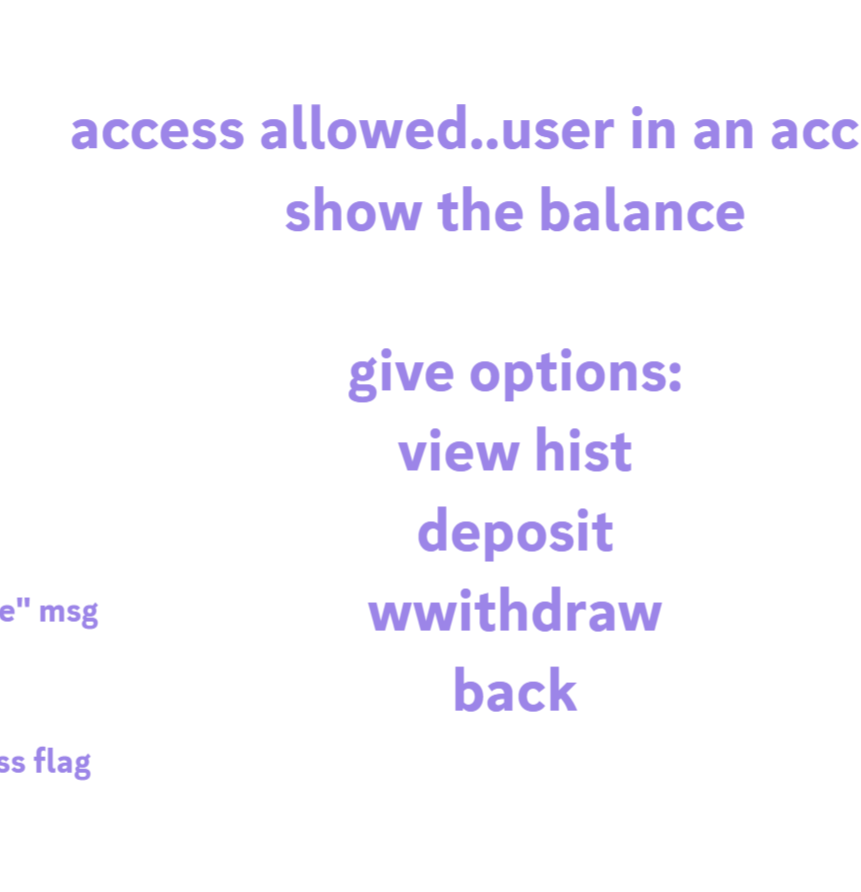 access allowed..user in an acc
show the balance
give options:
view hist
deposit
wwithdraw
back
e" msg
ss flag